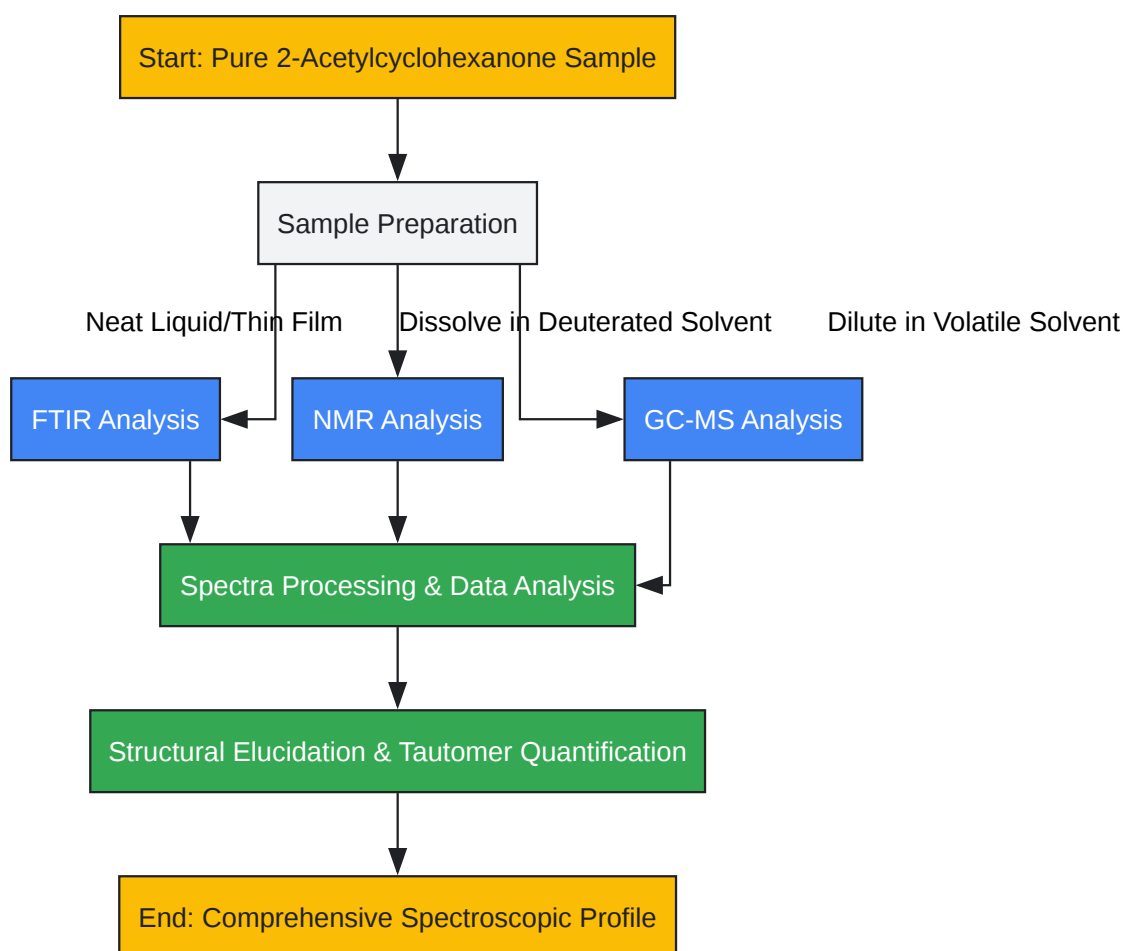 Start: Pure 2-Acetylcyclohexanone Sample
Sample Preparation
Neat Liquid/Thin Film
Dissolve in Deuterated Solvent
Dilute in Volatile Solvent
FTIR Analysis
NMR Analysis
GC-MS Analysis
Spectra Processing & Data Analysis
Structural Elucidation & Tautomer Quantification
End: Comprehensive Spectroscopic Profile